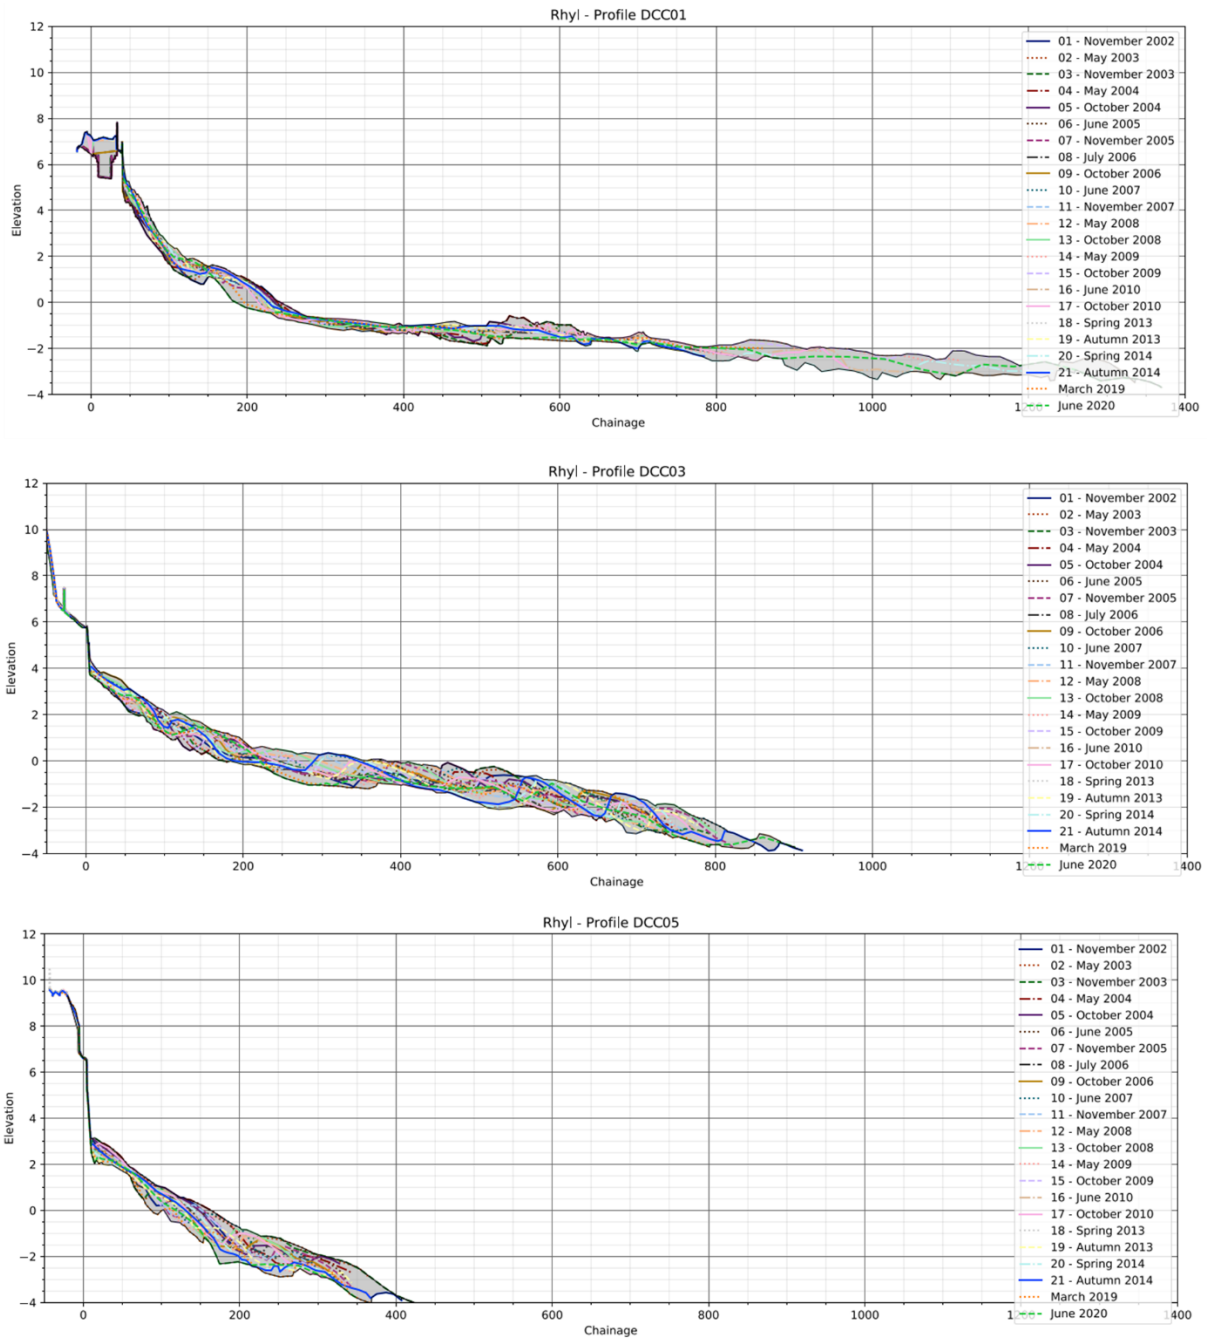 Rhyl - Profile DCC01
12
10
8
6
4
2
0
−2
−4
Elevation
0
200
400
600
800
1000
1200
1400
Chainage
01 - November 2002
02 - May 2003
03 - November 2003
04 - May 2004
05 - October 2004
06 - June 2005
07 - November 2005
08 - July 2006
09 - October 2006
10 - June 2007
11 - November 2007
12 - May 2008
13 - October 2008
14 - May 2009
15 - October 2009
16 - June 2010
17 - October 2010
18 - Spring 2013
19 - Autumn 2013
20 - Spring 2014
21 - Autumn 2014
March 2019
June 2020
Rhyl - Profile DCC03
12
10
8
6
4
2
0
−2
−4
Elevation
0
200
400
600
800
1000
1200
1400
Chainage
01 - November 2002
02 - May 2003
03 - November 2003
04 - May 2004
05 - October 2004
06 - June 2005
07 - November 2005
08 - July 2006
09 - October 2006
10 - June 2007
11 - November 2007
12 - May 2008
13 - October 2008
14 - May 2009
15 - October 2009
16 - June 2010
17 - October 2010
18 - Spring 2013
19 - Autumn 2013
20 - Spring 2014
21 - Autumn 2014
March 2019
June 2020
Rhyl - Profile DCC05
12
10
8
6
4
2
0
−2
−4
Elevation
0
200
400
600
800
1000
1200
1400
Chainage
01 - November 2002
02 - May 2003
03 - November 2003
04 - May 2004
05 - October 2004
06 - June 2005
07 - November 2005
08 - July 2006
09 - October 2006
10 - June 2007
11 - November 2007
12 - May 2008
13 - October 2008
14 - May 2009
15 - October 2009
16 - June 2010
17 - October 2010
18 - Spring 2013
19 - Autumn 2013
20 - Spring 2014
21 - Autumn 2014
March 2019
June 2020